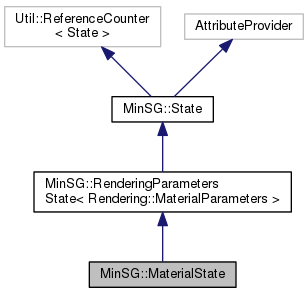 Util::ReferenceCounter
< State >
AttributeProvider
MinSG::State
MinSG::RenderingParameters
State< Rendering::MaterialParameters >
MinSG::MaterialState